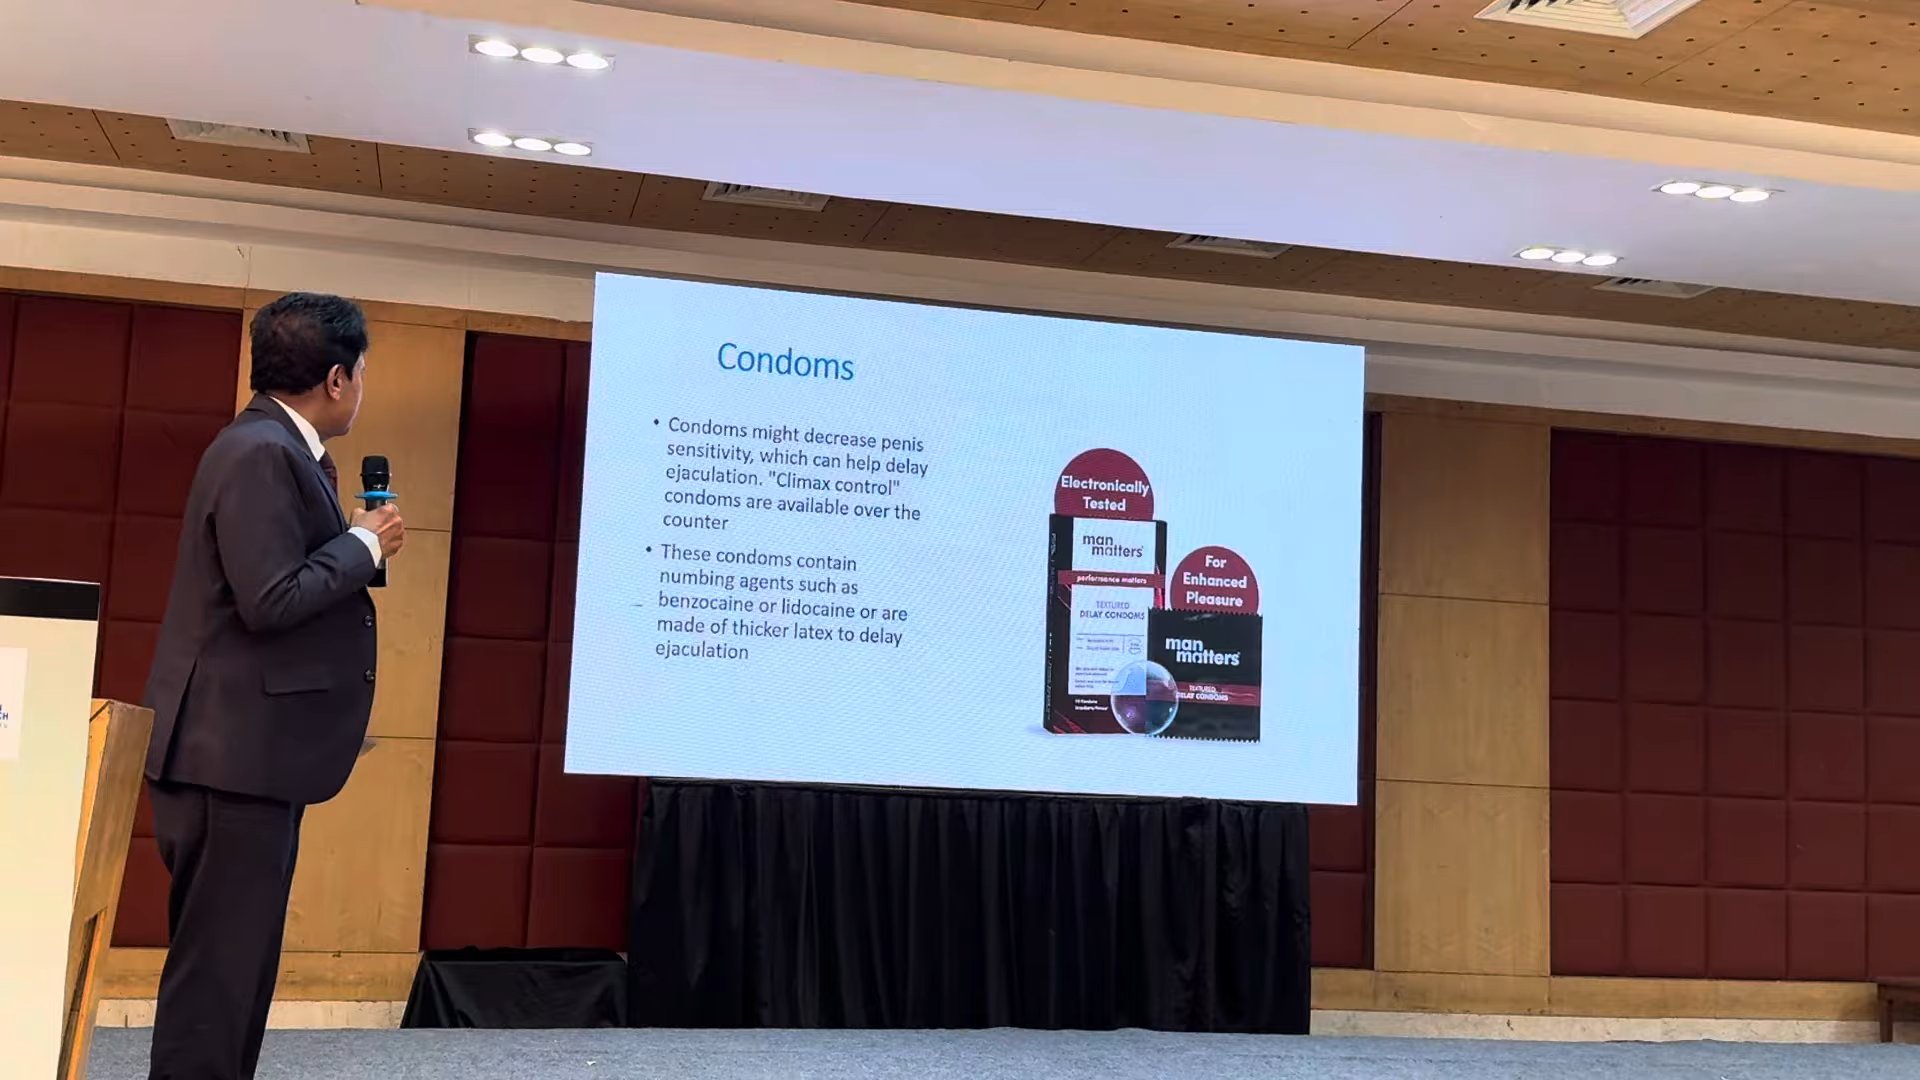 Condoms
• Condoms might decrease penis
sensitivity, which can help delay
ejaculation. "Climax control"
condoms are available over the
counter
• These condoms contain
numbing agents such as
benzocaine or lidocaine or are
made of thicker latex to delay
ejaculation
Electronically
Tested
man
matters
performance matters
TEXTURED
DELAY CONDOMS
For
Enhanced
Pleasure
man
matters
TEXTURED
DELAY CONDOMS